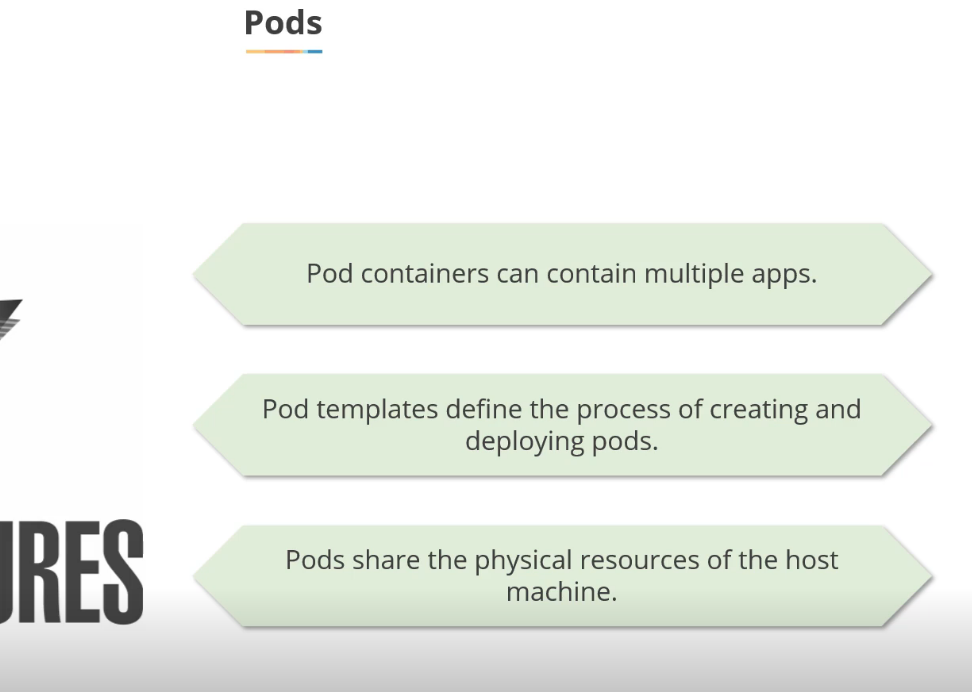 Pods
Pod containers can contain multiple apps.
Pod templates define the process of creating and
deploying pods.
Pods share the physical resources of the host
machine.
URES